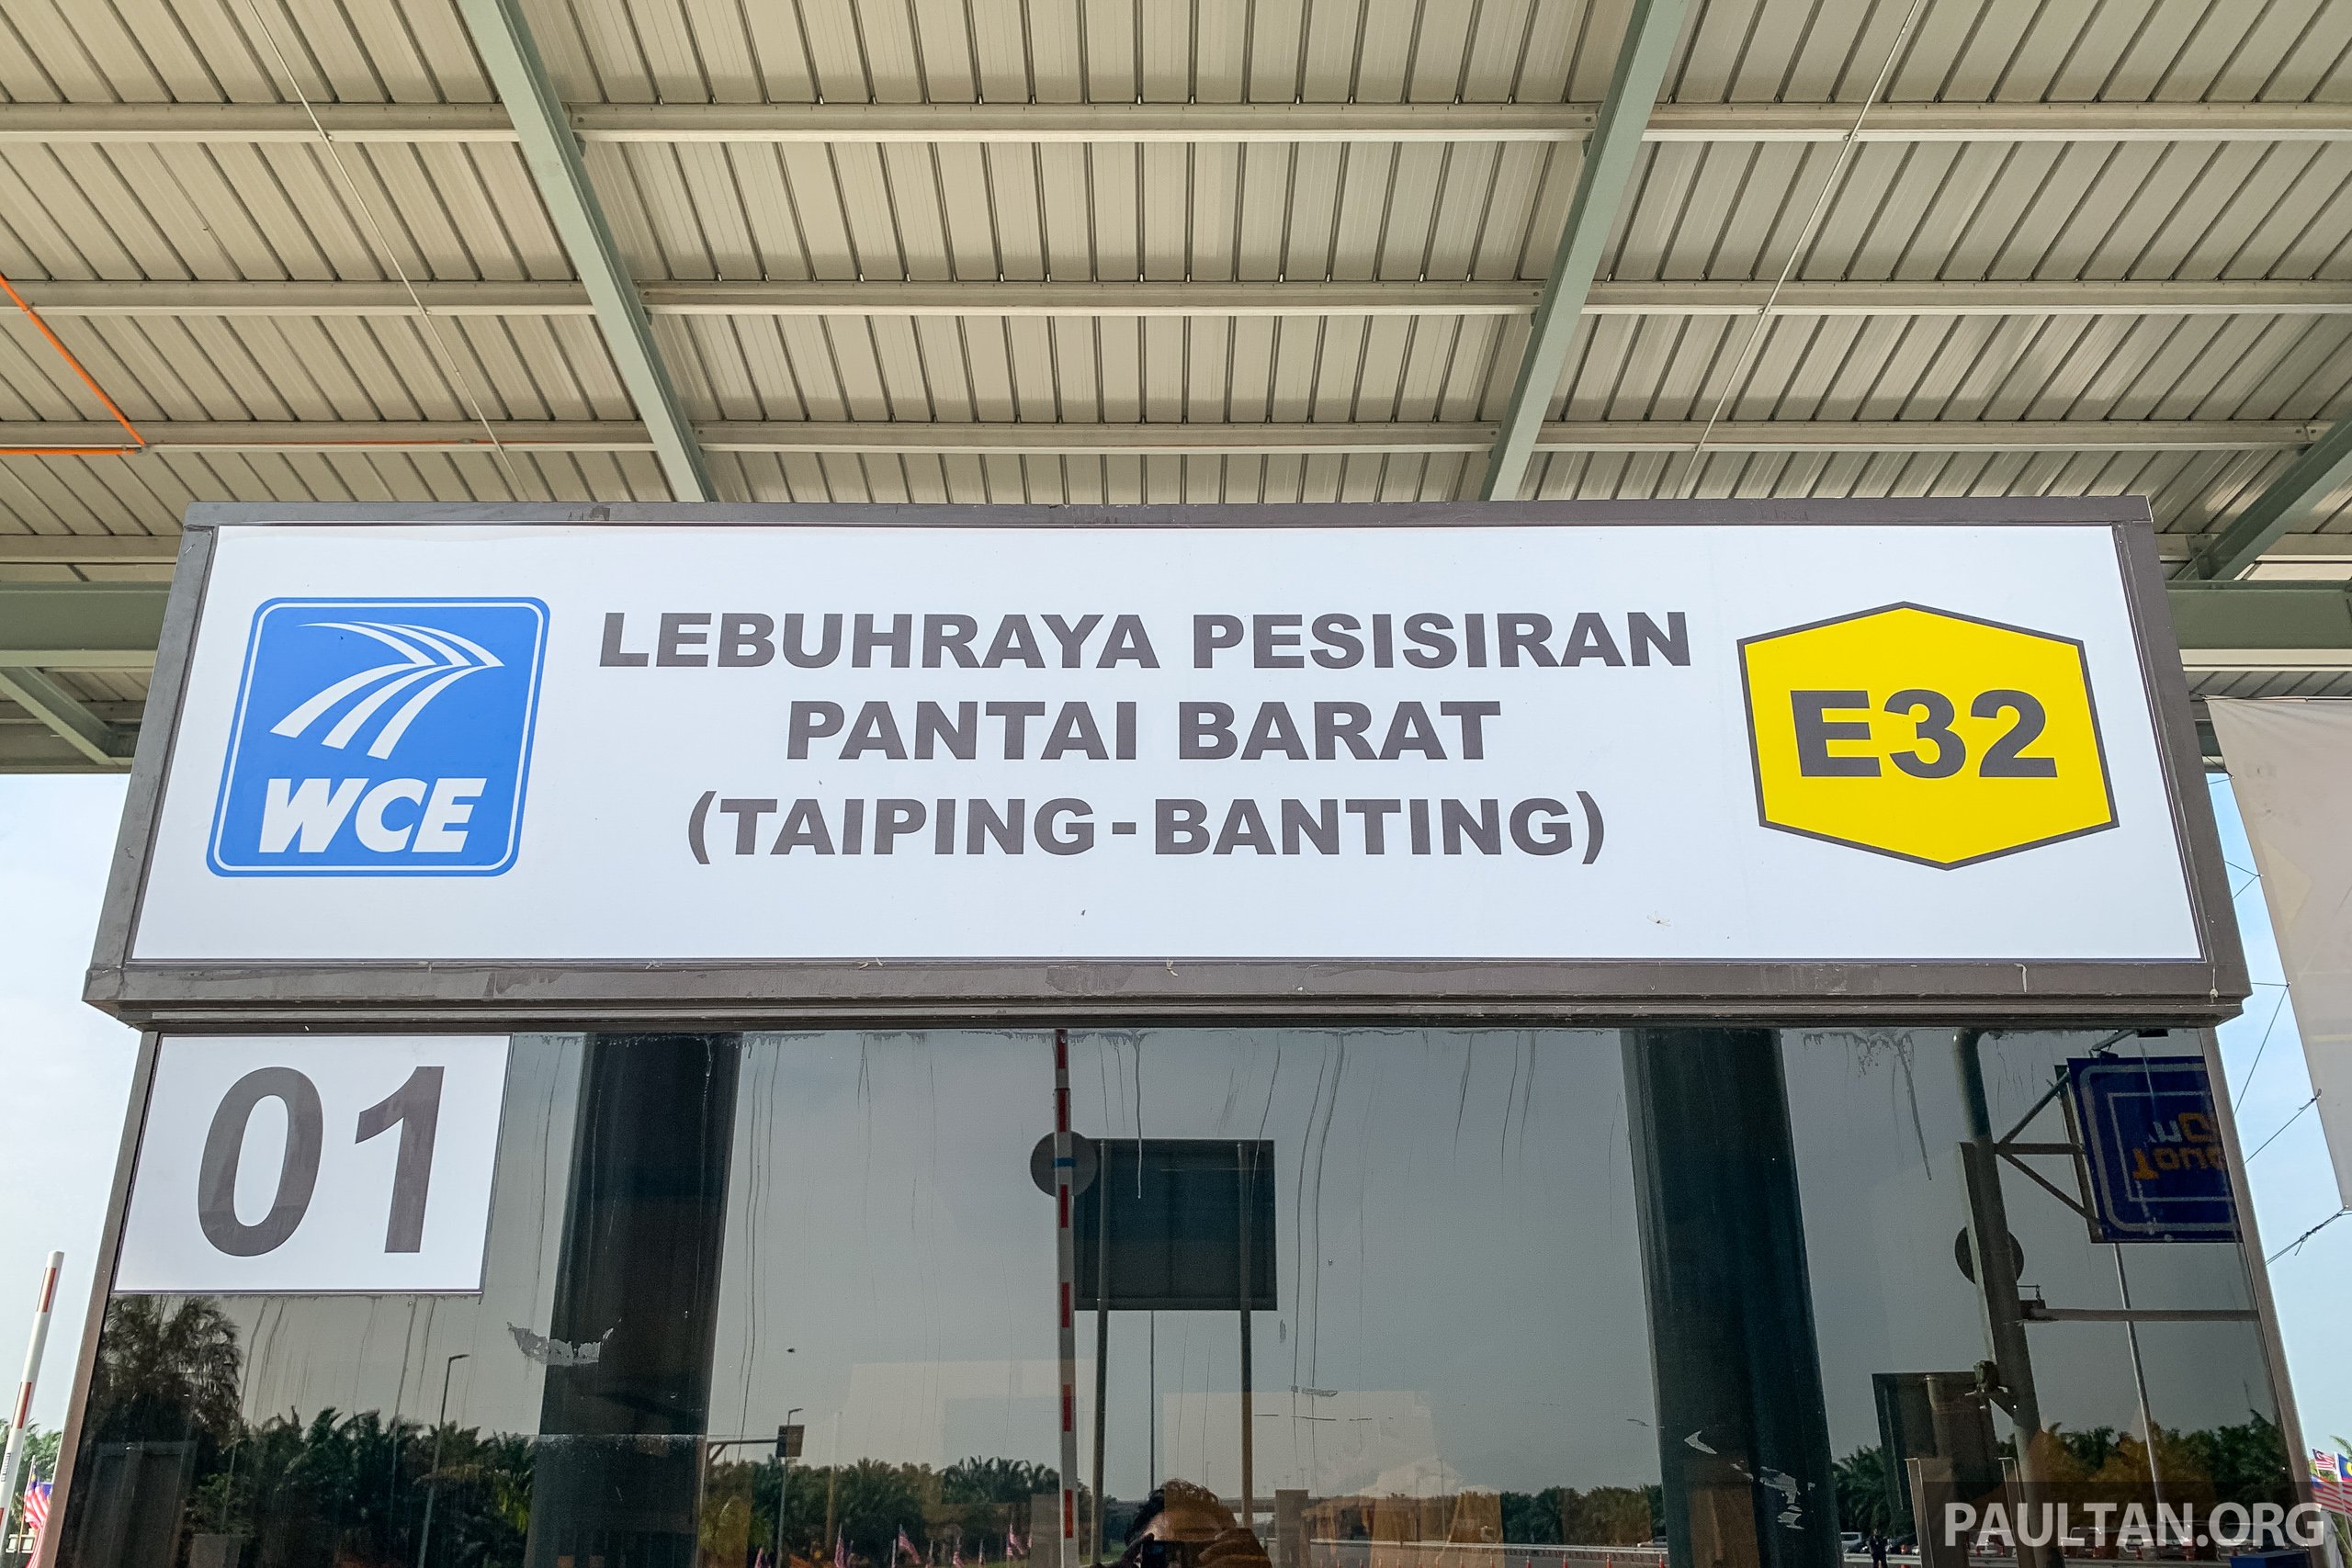 WCE
LEBUHRAYA PESISIRAN
PANTAI BARAT
(TAIPING-BANTING)
E32
01
PAULTAN.ORG